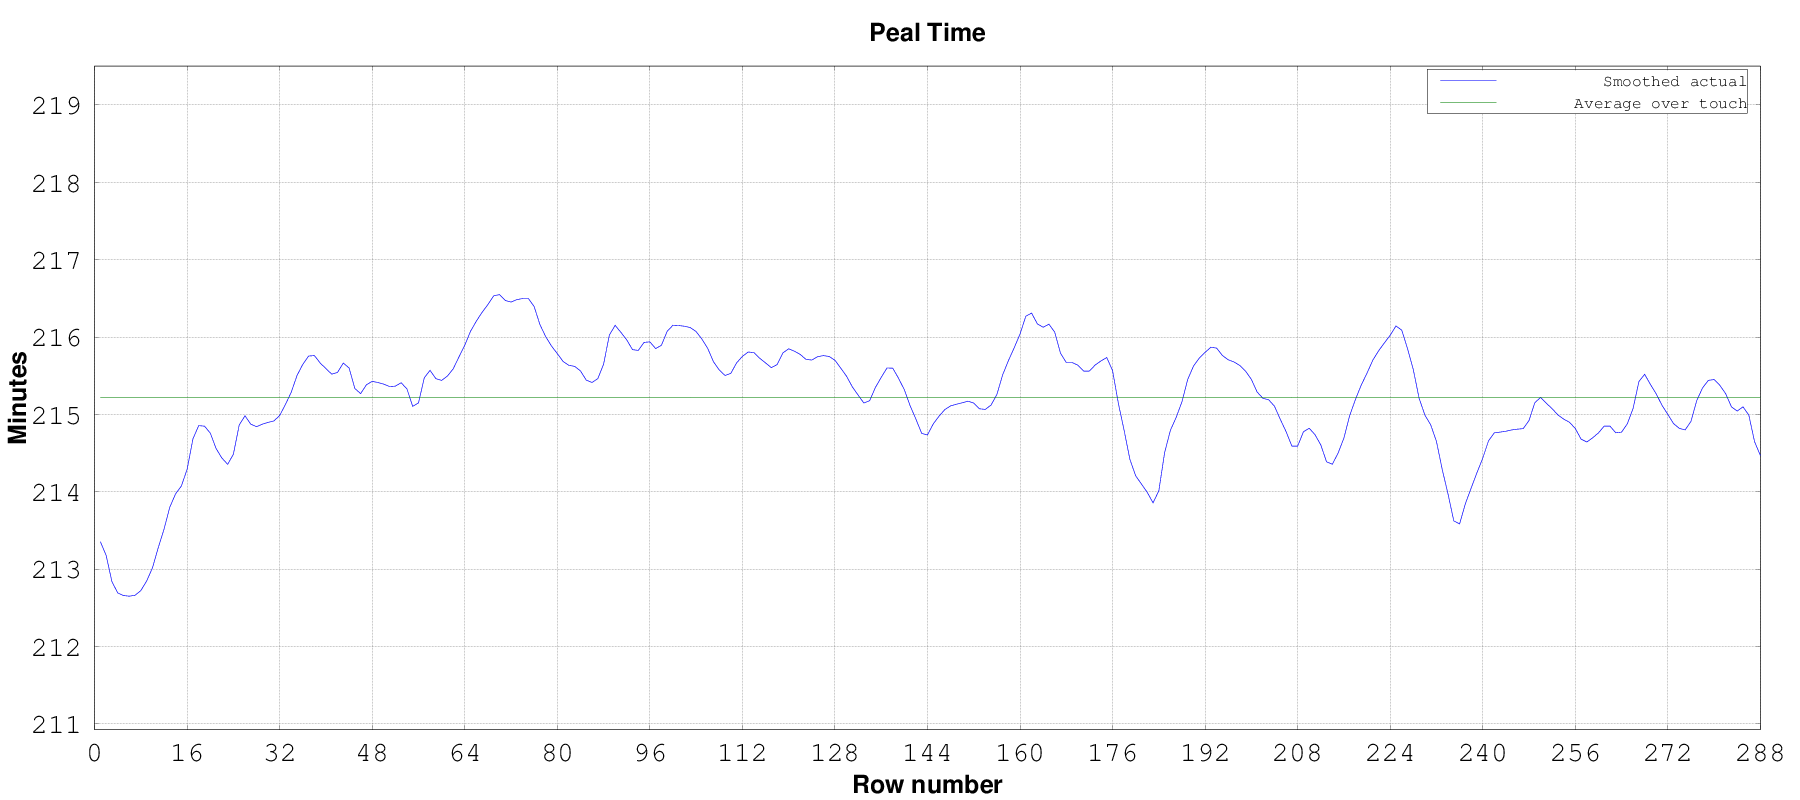 Peal Time
Smoothed actual
Average over touch
219
218
217
216
215
214
213
212
211
Minutes
0 16 32 48 64 80 96 112 128 144 160 176 192 208 224 240 256 272 288
Row number